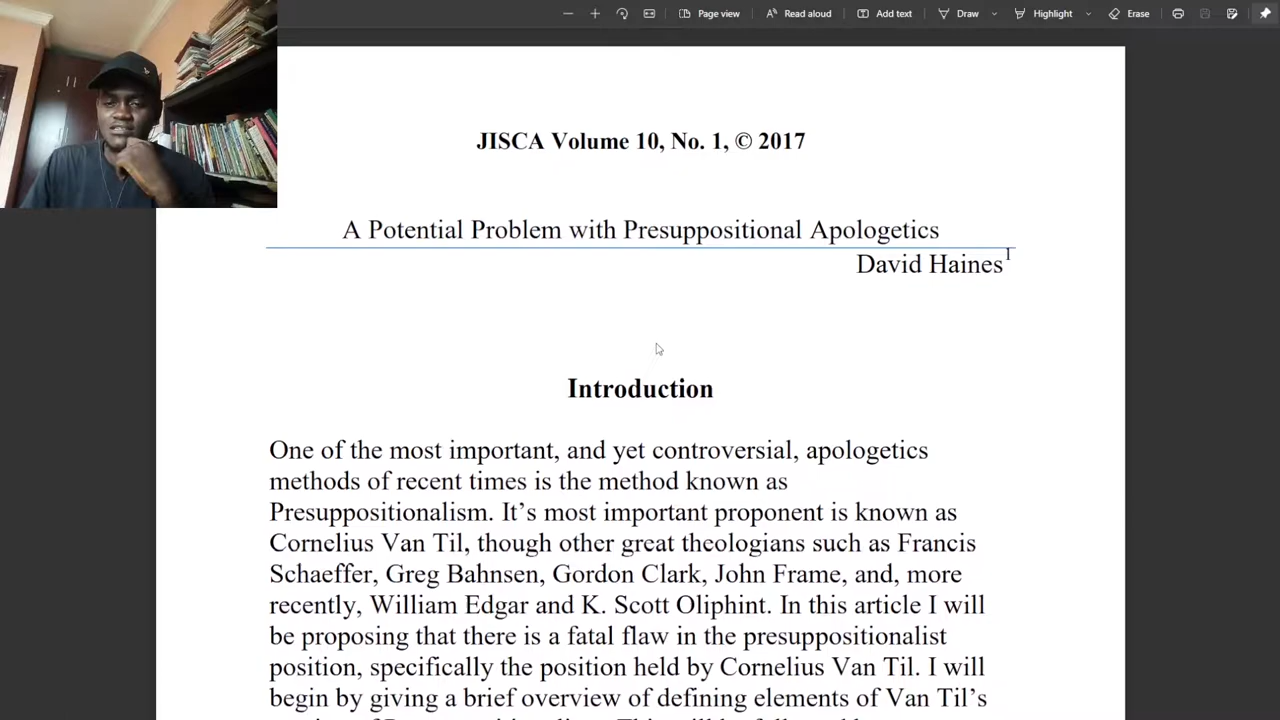 Page view
Read aloud
Add text
Draw
Highlight
Erase
JISCA Volume 10, No. 1, © 2017
A Potential Problem with Presuppositional Apologetics
David Haines1
Introduction
One of the most important, and yet controversial, apologetics
methods of recent times is the method known as
Presuppositionalism. It’s most important proponent is known as
Cornelius Van Til, though other great theologians such as Francis
Schaeffer, Greg Bahnsen, Gordon Clark, John Frame, and, more
recently, William Edgar and K. Scott Oliphint. In this article I will
be proposing that there is a fatal flaw in the presuppositionalist
position, specifically the position held by Cornelius Van Til. I will
begin by giving a brief overview of defining elements of Van Til’s